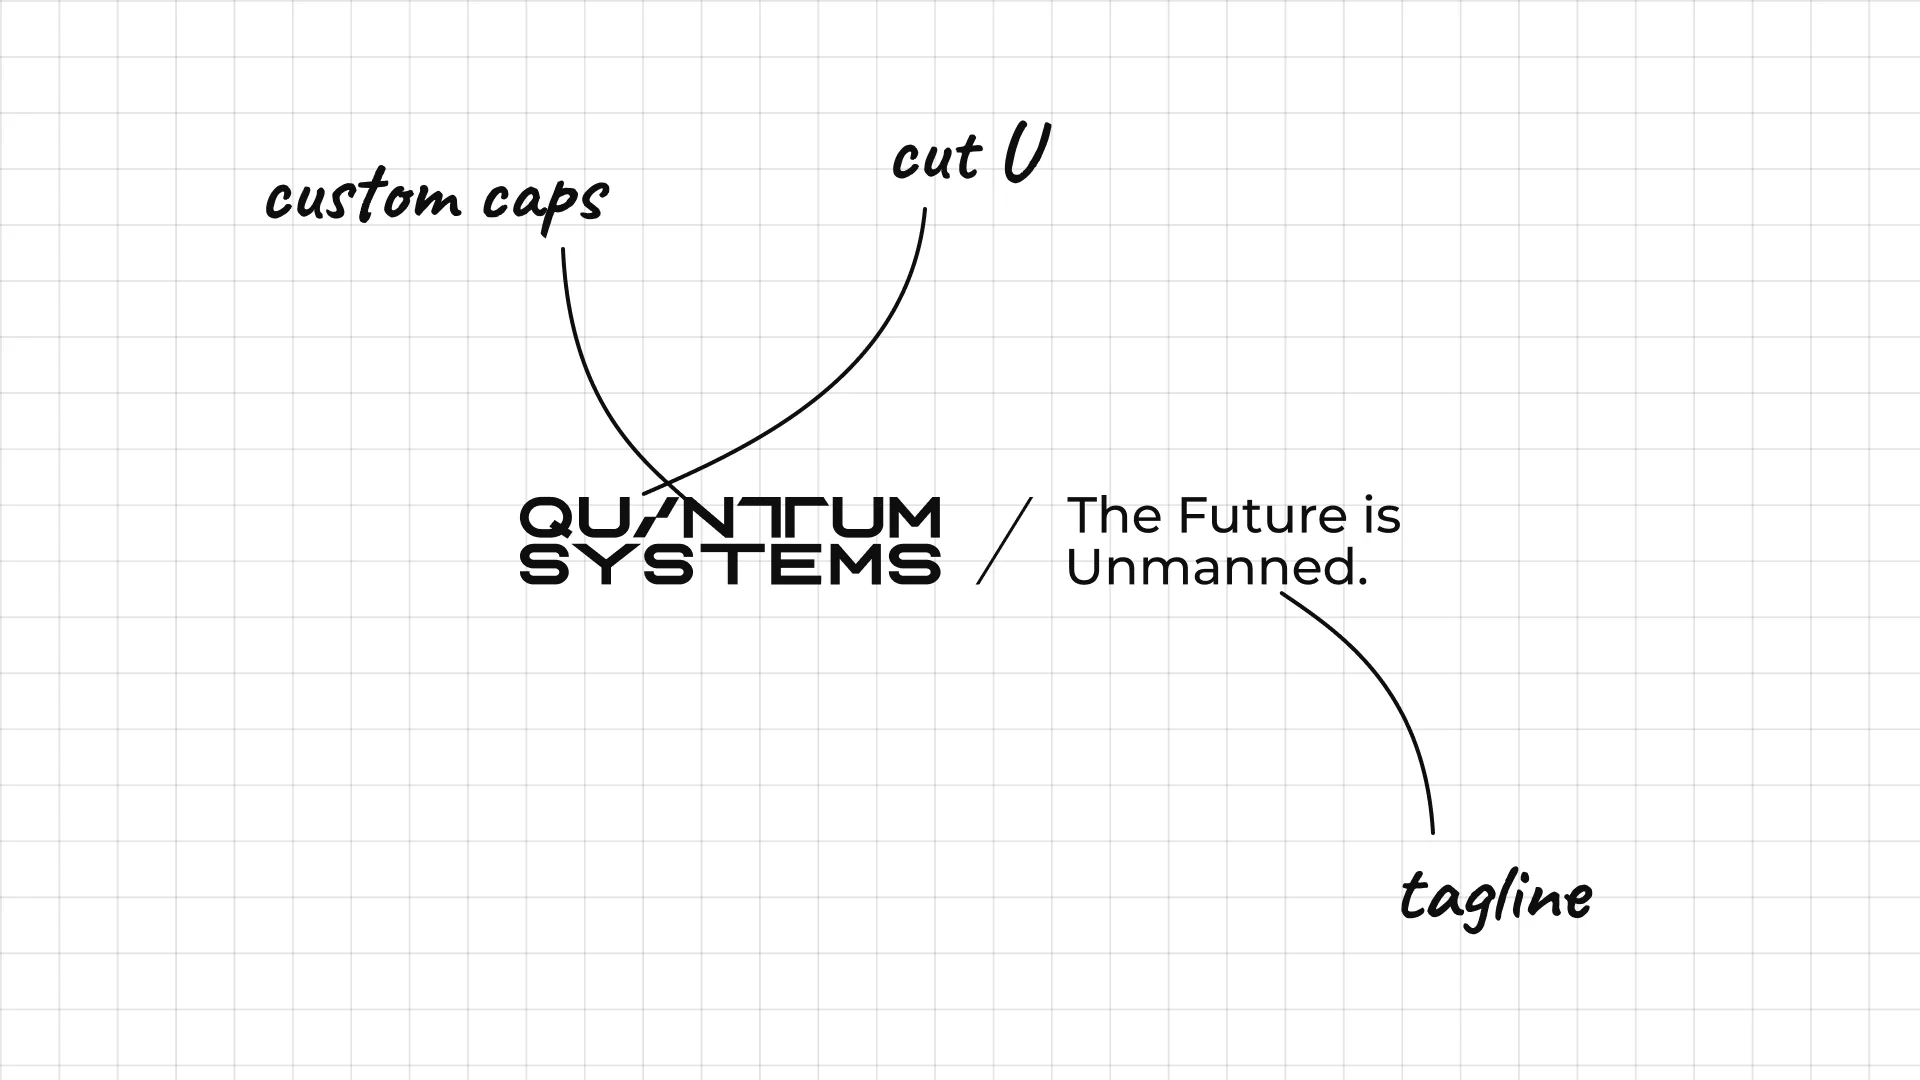 cut U
custom caps
QUANTUM
SYSTEMS
The Future is
Unmanned.
tagline